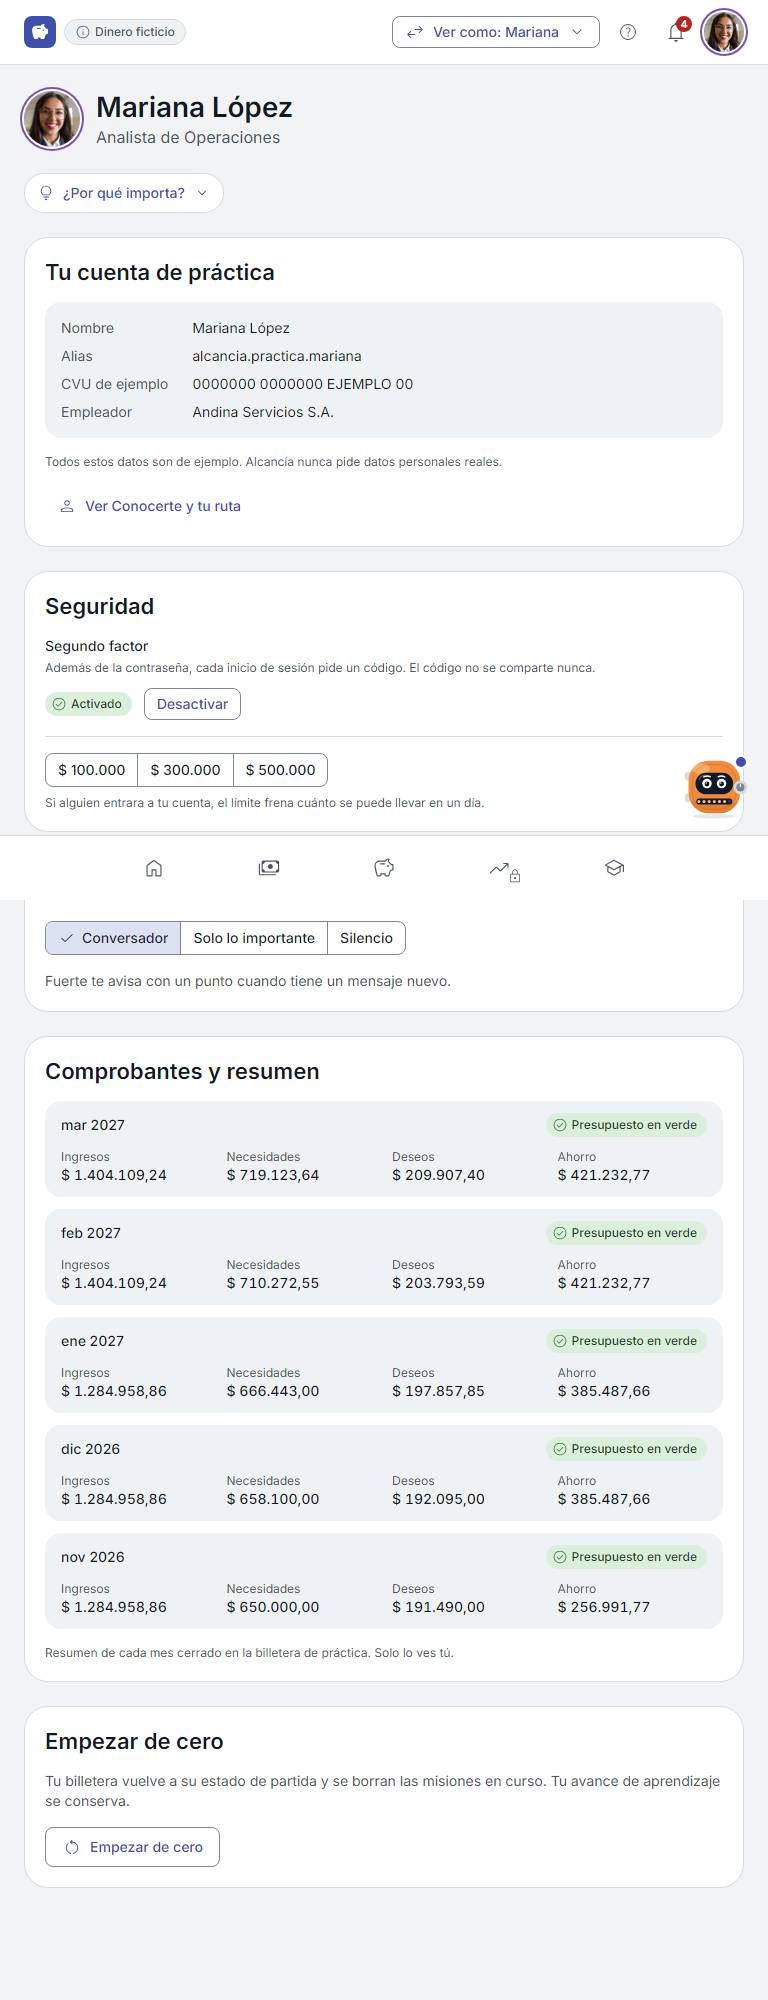 Dinero ficticio
Ver como: Mariana
4
Mariana López
Analista de Operaciones
¿Por qué importa?
Tu cuenta de práctica
Nombre Mariana López
Alias alcancia.practica.mariana
CVU de ejemplo 0000000 0000000 EJEMPLO 00
Empleador Andina Servicios S.A.
Todos estos datos son de ejemplo. Alcancía nunca pide datos personales reales.
Ver Conocerte y tu ruta
Seguridad
Segundo factor
Además de la contraseña, cada inicio de sesión pide un código. El código no se comparte nunca.
Activado Desactivar
$ 100.000 $ 300.000 $ 500.000
Si alguien entrara a tu cuenta, el límite frena cuánto se puede llevar en un día.
Conversador Solo lo importante Silencio
Fuerte te avisa con un punto cuando tiene un mensaje nuevo.
Comprobantes y resumen
mar 2027 Presupuesto en verde
Ingresos Necesidades Deseos Ahorro
$ 1.404.109,24 $ 719.123,64 $ 209.907,40 $ 421.232,77
feb 2027 Presupuesto en verde
Ingresos Necesidades Deseos Ahorro
$ 1.404.109,24 $ 710.272,55 $ 203.793,59 $ 421.232,77
ene 2027 Presupuesto en verde
Ingresos Necesidades Deseos Ahorro
$ 1.284.958,86 $ 666.443,00 $ 197.857,85 $ 385.487,66
dic 2026 Presupuesto en verde
Ingresos Necesidades Deseos Ahorro
$ 1.284.958,86 $ 658.100,00 $ 192.095,00 $ 385.487,66
nov 2026 Presupuesto en verde
Ingresos Necesidades Deseos Ahorro
$ 1.284.958,86 $ 650.000,00 $ 191.490,00 $ 256.991,77
Resumen de cada mes cerrado en la billetera de práctica. Solo lo ves tú.
Empezar de cero
Tu billetera vuelve a su estado de partida y se borran las misiones en curso. Tu avance de aprendizaje
se conserva.
Empezar de cero